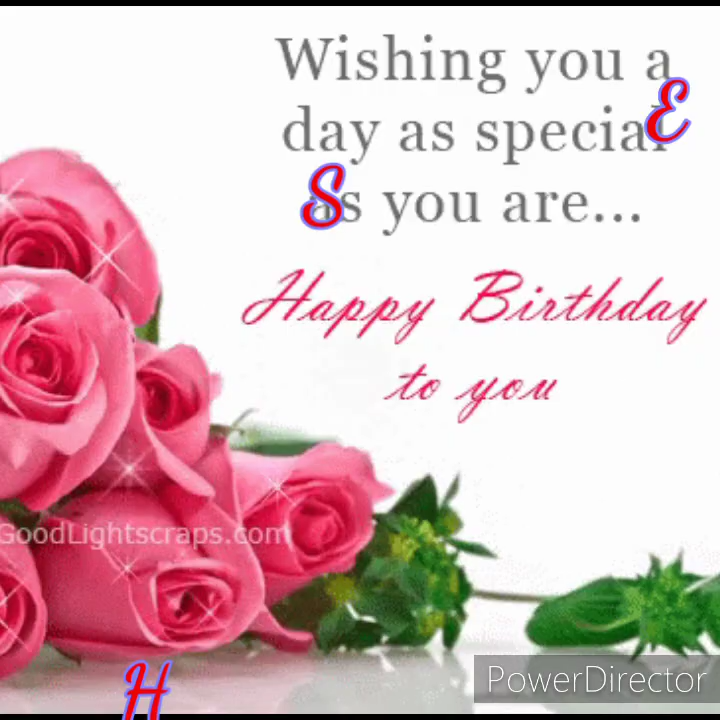 Wishing you a
day as special
as you are...
E
S
Happy Birthday
to you
GoodLightscraps.com
H
PowerDirector